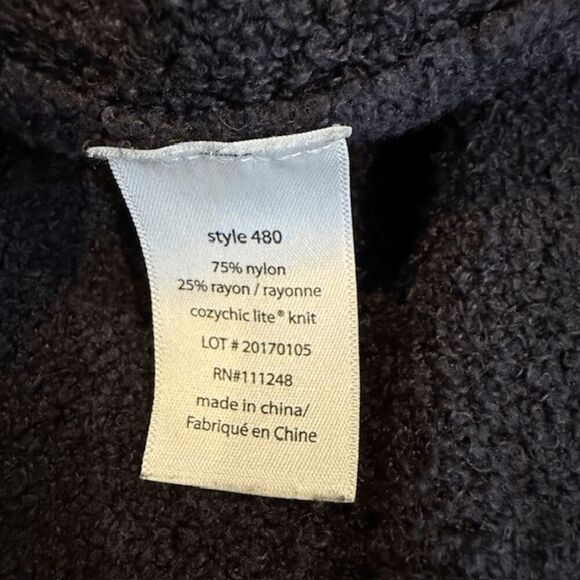 style 480
75% nylon
25% rayon / rayonne
cozychic lite® knit
LOT # 20170105
RN#111248
made in china/
Fabriqué en Chine